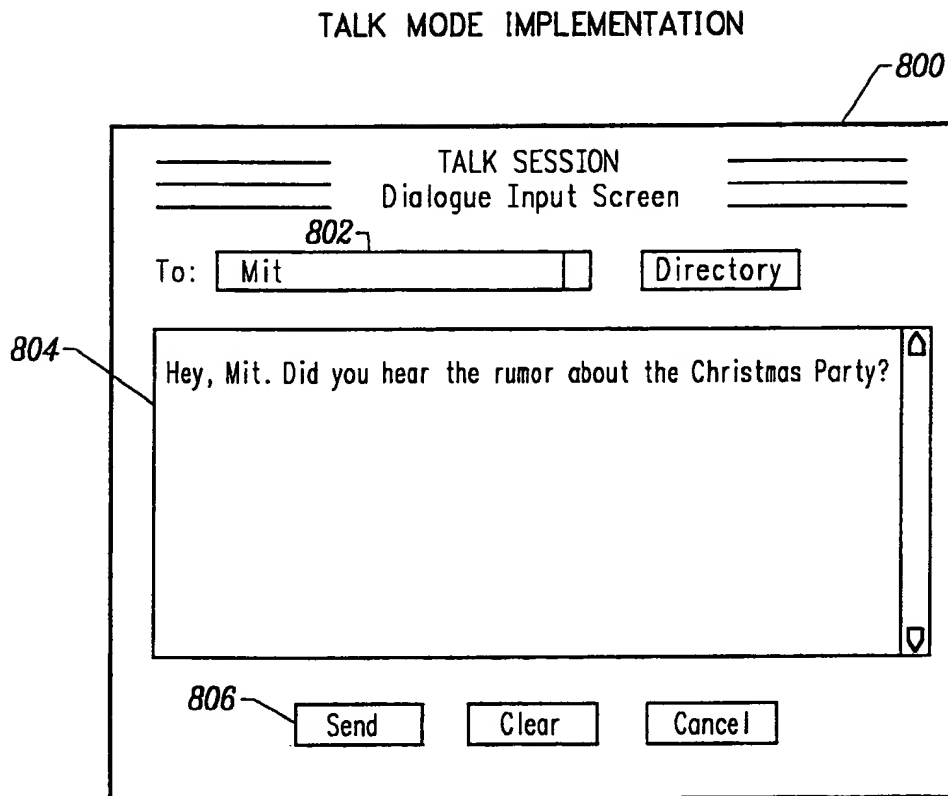 TALK MODE IMPLEMENTATION
800
TALK SESSION
Dialogue Input Screen
802
To: Mit Directory
804
Hey, Mit. Did you hear the rumor about the Christmas Party?
806
Send Clear Cancel